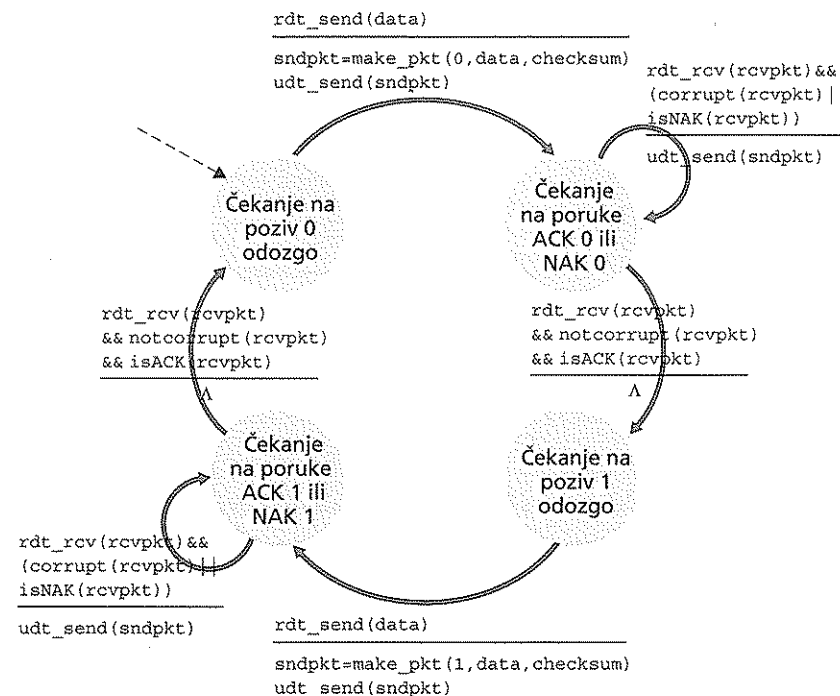 rdt_send(data)
sndpkt=make_pkt(0,data,checksum)
udt_send(sndpkt)
rdt_rcv(rcvpkt)&&
(corrupt(rcvpkt)|
isNAK(rcvpkt))
udt_send(sndpkt)
Čekanje na
poziv 0
odozgo
Čekanje
na poruke
ACK 0 ili
NAK 0
rdt_rcv(rcvpkt)
&& notcorrupt(rcvpkt)
&& isACK(rcvpkt)
Λ
rdt_rcv(rcvpkt)
&& notcorrupt(rcvpkt)
&& isACK(rcvpkt)
Λ
Čekanje
na poruke
ACK 1 ili
NAK 1
Čekanje na
poziv 1
odozgo
rdt_rcv(rcvpkt)&&
(corrupt(rcvpkt)||
isNAK(rcvpkt))
udt_send(sndpkt)
rdt_send(data)
sndpkt=make_pkt(1,data,checksum)
udt_send(sndpkt)